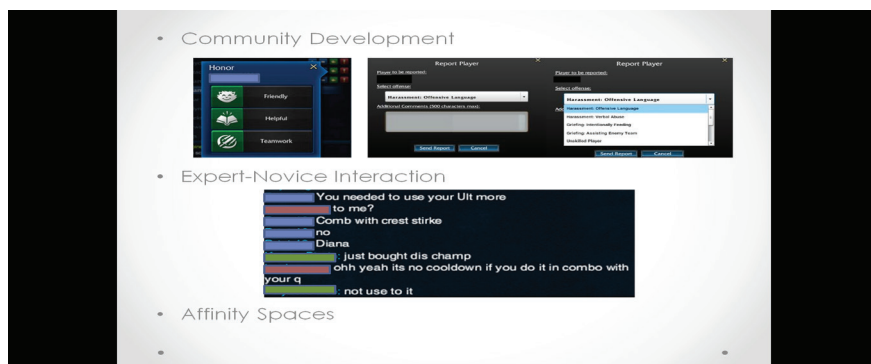 • Community Development
Honor
Friendly
Helpful
Teamwork
Report Player
Player to be reported:
Select offense:
Harassment: Offensive Language
Additional Comments (500 characters max):
Send Report Cancel
Report Player
Player to be reported:
Select offense:
Harassment: Offensive Language
Harassment: Offensive Language
Harassment: Verbal Abuse
Griefing: Intentionally Feeding
Griefing: Assisting Enemy Team
Unskilled Player
Send Report Cancel
• Expert-Novice Interaction
You needed to use your Ult more
to me?
Comb with crest stirke
no
Diana
: just bought dis champ
ohh yeah its no cooldown if you do it in combo with
your q
: not use to it
• Affinity Spaces